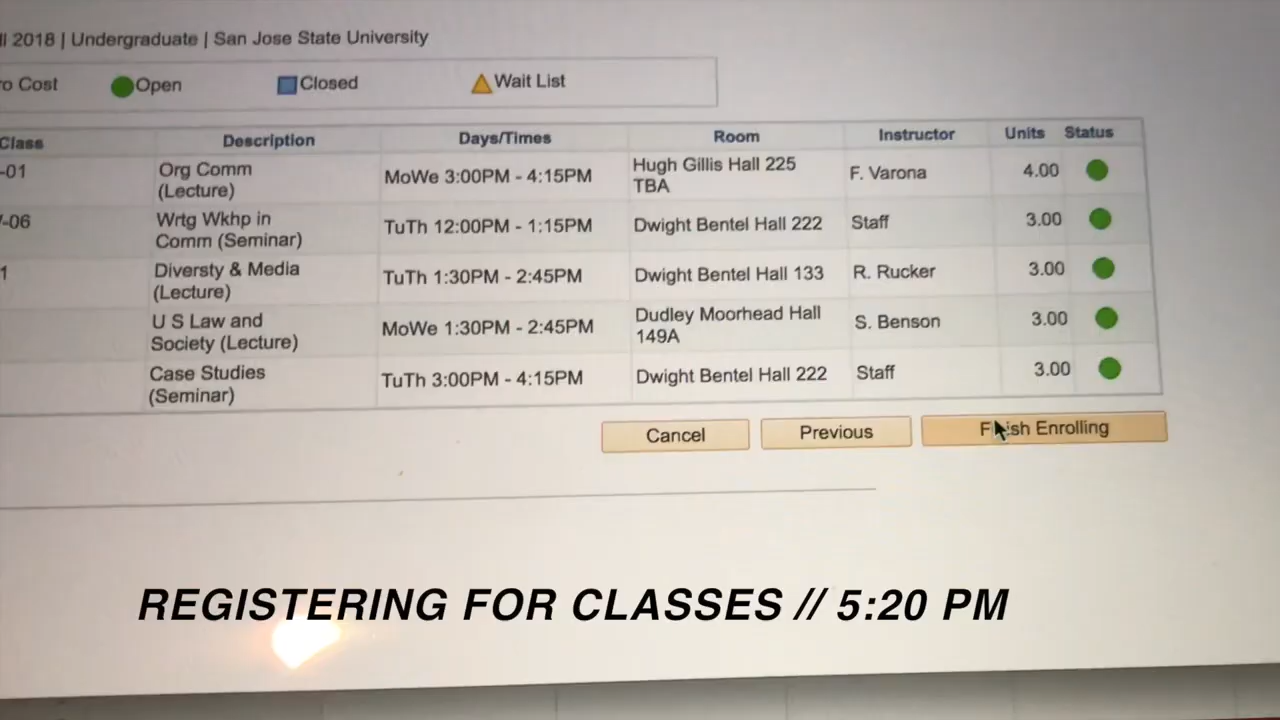 ll 2018 | Undergraduate | San Jose State University
ro Cost Open Closed Wait List
Class Description Days/Times Room Instructor Units Status
-01 Org Comm (Lecture) MoWe 3:00PM - 4:15PM Hugh Gillis Hall 225 TBA F. Varona 4.00
-06 Wrtg Wkhp in Comm (Seminar) TuTh 12:00PM - 1:15PM Dwight Bentel Hall 222 Staff 3.00
1 Diversty & Media (Lecture) TuTh 1:30PM - 2:45PM Dwight Bentel Hall 133 R. Rucker 3.00
U S Law and Society (Lecture) MoWe 1:30PM - 2:45PM Dudley Moorhead Hall 149A S. Benson 3.00
Case Studies (Seminar) TuTh 3:00PM - 4:15PM Dwight Bentel Hall 222 Staff 3.00
Cancel Previous Finish Enrolling
REGISTERING FOR CLASSES // 5:20 PM